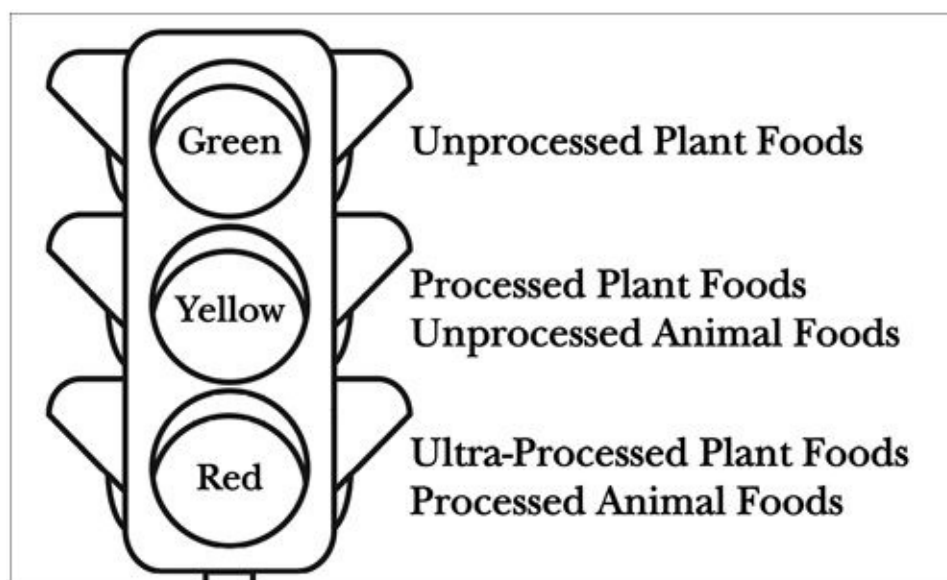 Green
Unprocessed Plant Foods
Yellow
Processed Plant Foods
Unprocessed Animal Foods
Red
Ultra-Processed Plant Foods
Processed Animal Foods